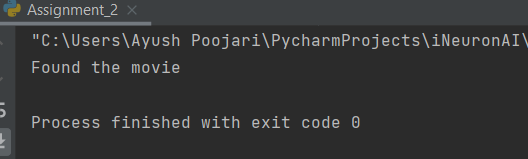 Assignment_2
"C:\Users\Ayush Poojari\PycharmProjects\iNeuronAI\
Found the movie
Process finished with exit code 0